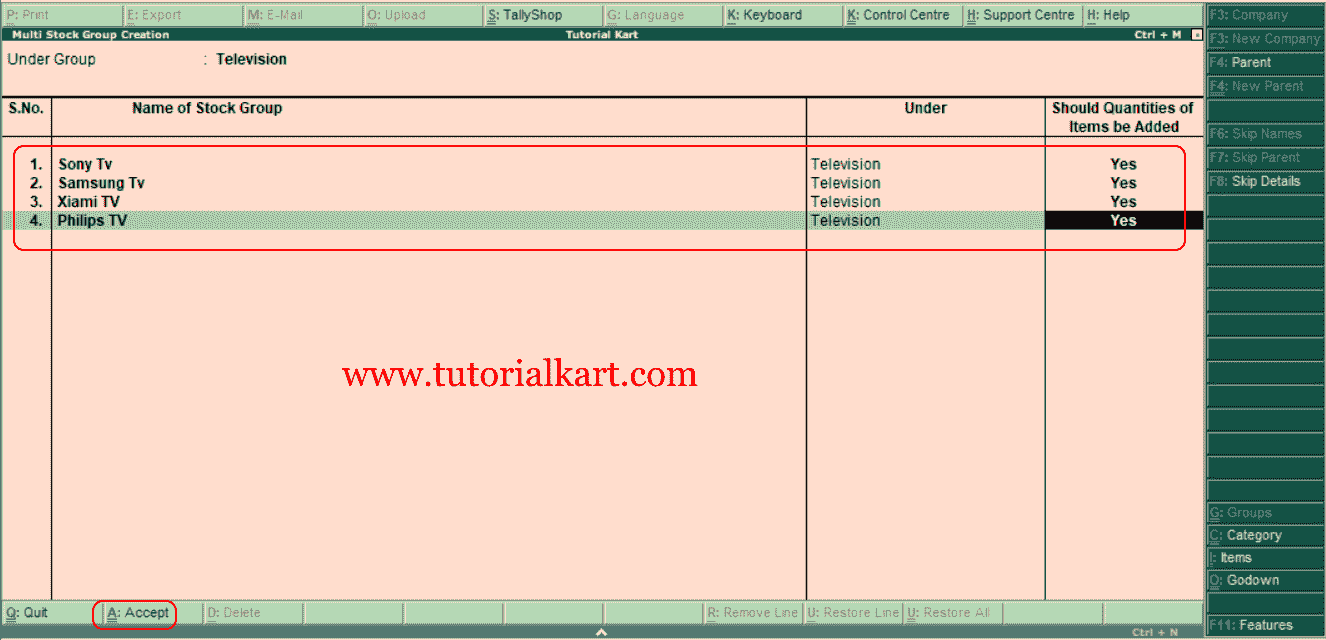 P: Print E: Export M: E-Mail O: Upload S: TallyShop G: Language K: Keyboard K: Control Centre H: Support Centre H: Help
Multi Stock Group Creation Tutorial Kart Ctrl + M
Under Group : Television
S.No. Name of Stock Group Under Should Quantities of
Items be Added
1. Sony Tv Television Yes
2. Samsung Tv Television Yes
3. Xiami TV Television Yes
4. Philips TV Television Yes
www.tutorialkart.com
Q: Quit A: Accept D: Delete R: Remove Line U: Restore Line U: Restore All
Ctrl + N
F3: Company
F3: New Company
F4: Parent
F4: New Parent
F6: Skip Names
F7: Skip Parent
F8: Skip Details
G: Groups
C: Category
I: Items
O: Godown
F11: Features